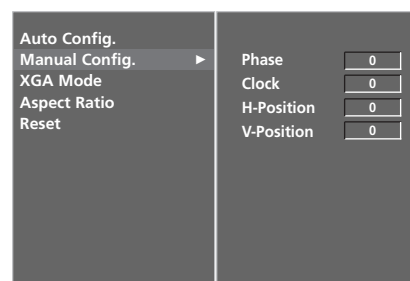 Auto Config.
Manual Config. ►
XGA Mode
Aspect Ratio
Reset
Phase 0
Clock 0
H-Position 0
V-Position 0